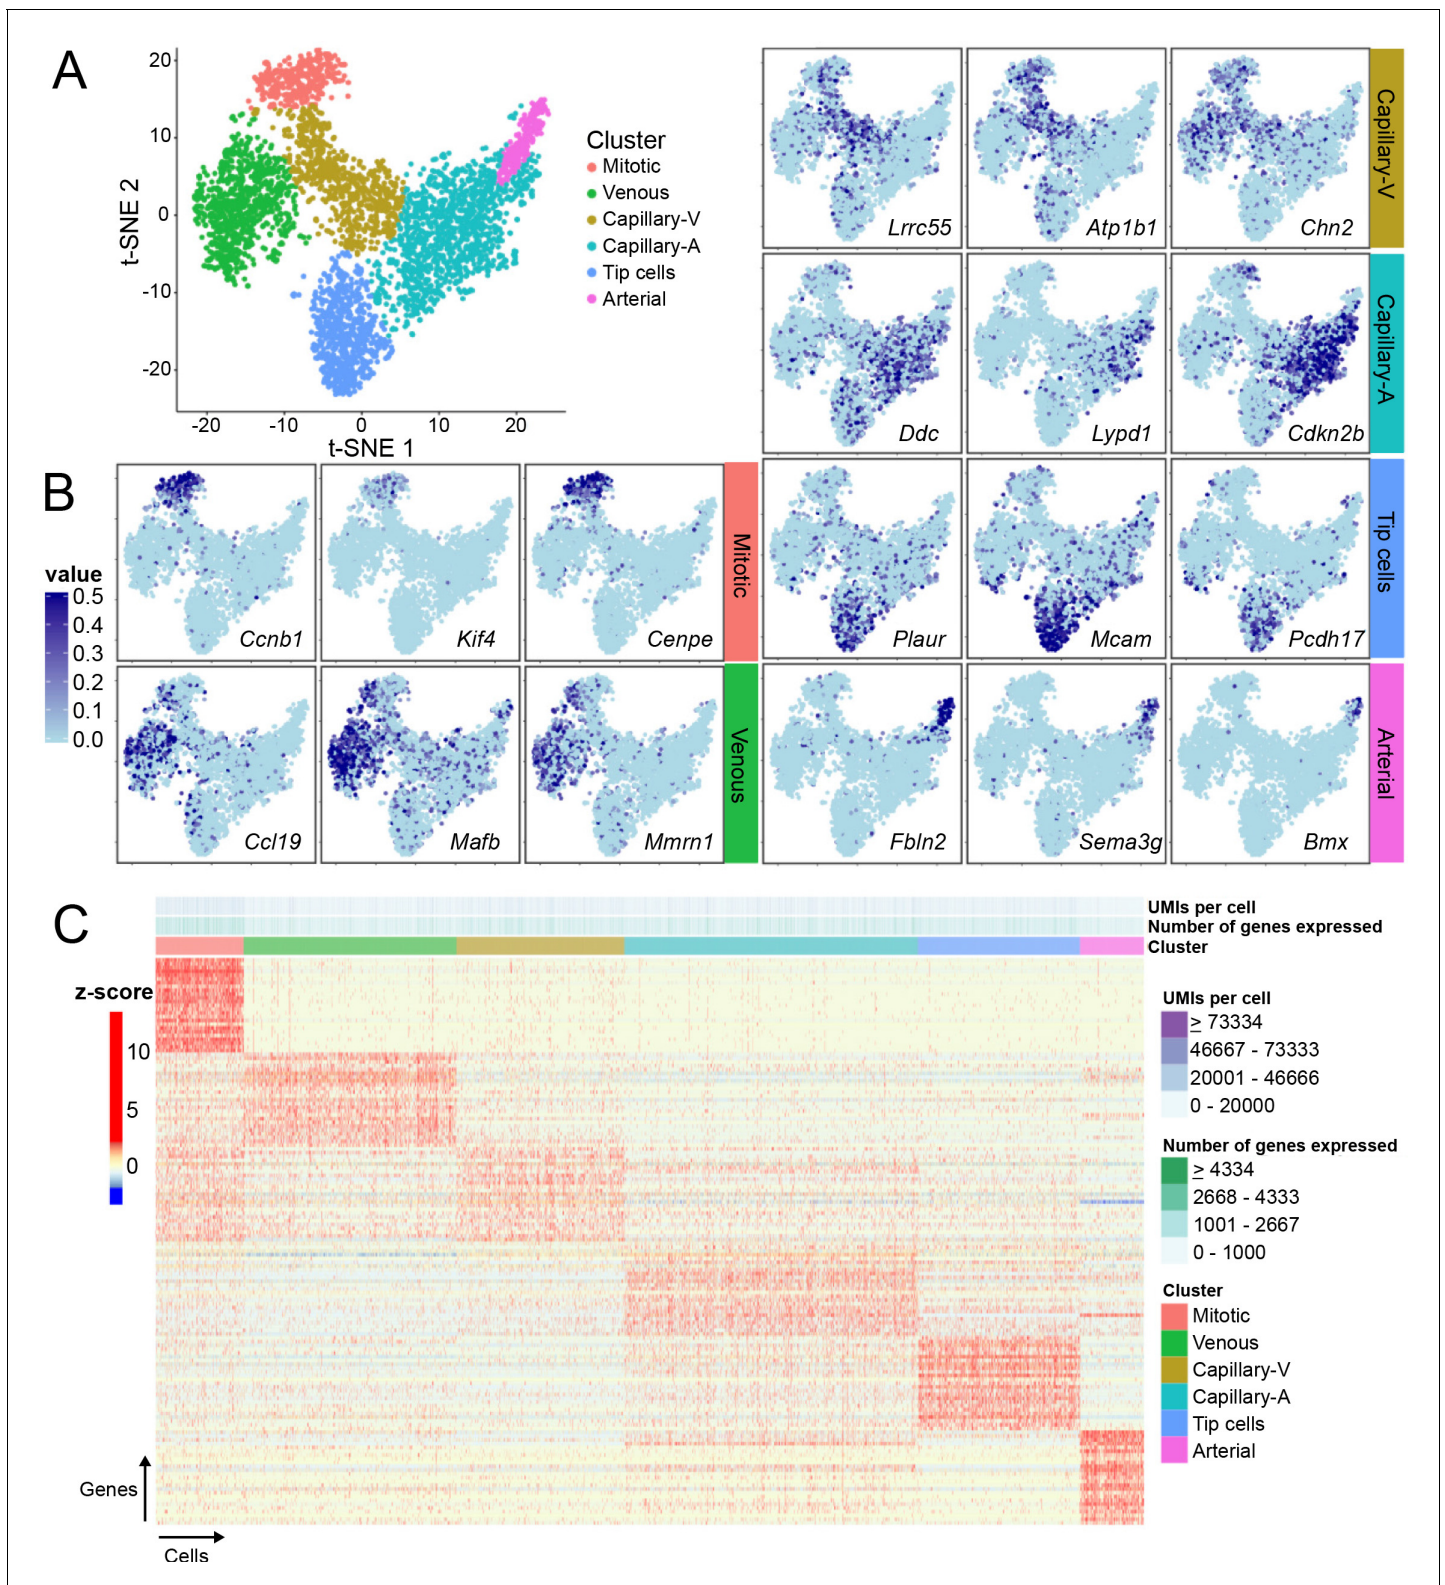 A
20
10
0
-10
-20
t-SNE 2
-20
-10
0
10
20
t-SNE 1
Cluster
Mitotic
Venous
Capillary-V
Capillary-A
Tip cells
Arterial
Lrrc55
Atp1b1
Chn2
Capillary-V
Ddc
Lypd1
Cdkn2b
Capillary-A
B
value
0.5
0.4
0.3
0.2
0.1
0.0
Ccnb1
Kif4
Cenpe
Mitotic
Plaur
Mcam
Pcdh17
Tip cells
Ccl19
Mafb
Mmrn1
Venous
Fbln2
Sema3g
Bmx
Arterial
C
UMIs per cell
Number of genes expressed
Cluster
z-score
10
5
0
UMIs per cell
≥ 73334
46667 - 73333
20001 - 46666
0 - 20000
Number of genes expressed
≥ 4334
2668 - 4333
1001 - 2667
0 - 1000
Cluster
Mitotic
Venous
Capillary-V
Capillary-A
Tip cells
Arterial
Genes
Cells